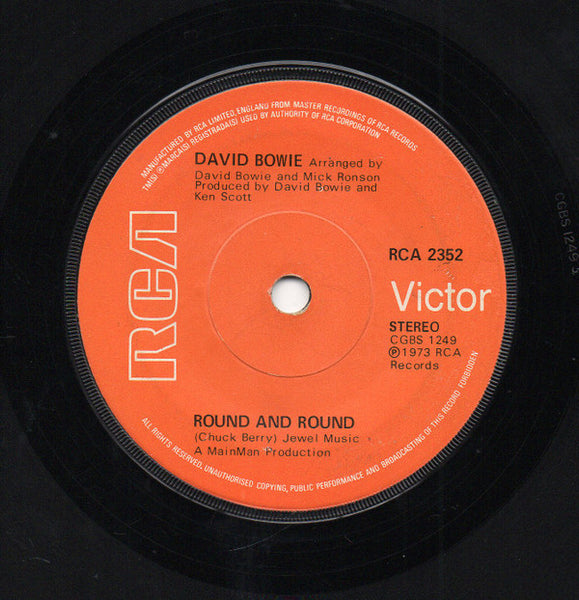 MANUFACTURED BY RCA LIMITED, ENGLAND FROM MASTER RECORDINGS OF RCA RECORDS
TM(S) ® MARCA(S) REGISTRADA(S) USED BY AUTHORITY OF RCA CORPORATION
DAVID BOWIE Arranged by
David Bowie and Mick Ronson
Produced by David Bowie and
Ken Scott
RCA
RCA 2352
Victor
STEREO
CGBS 1249
℗ 1973 RCA
Records
ROUND AND ROUND
(Chuck Berry) Jewel Music
A MainMan Production
ALL RIGHTS RESERVED, UNAUTHORISED COPYING, PUBLIC PERFORMANCE AND BROADCASTING OF THIS RECORD FORBIDDEN
CGBS 1249